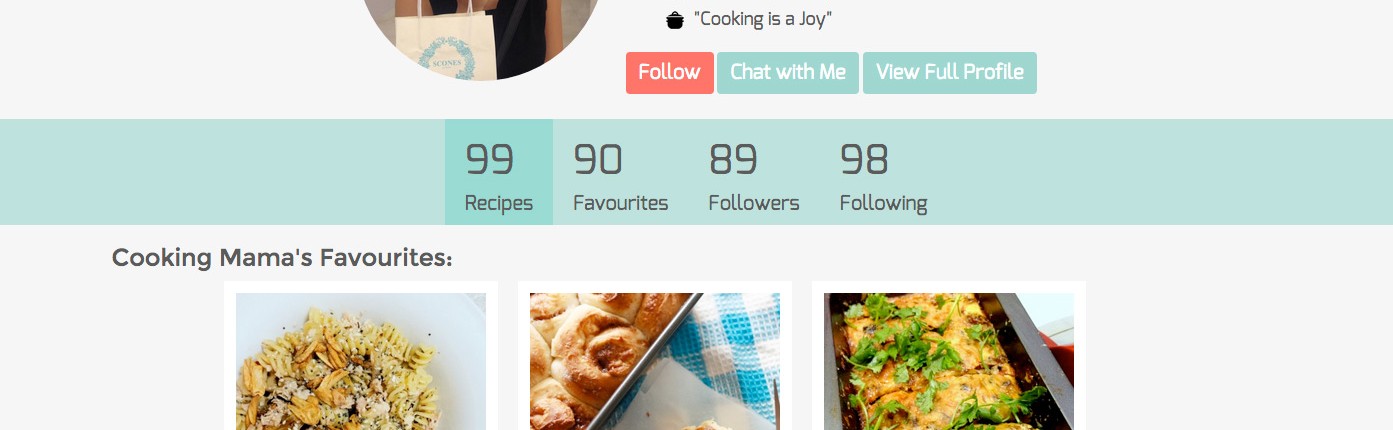 "Cooking is a Joy"
SCONES
Follow Chat with Me View Full Profile
99 90 89 98
Recipes Favourites Followers Following
Cooking Mama's Favourites: